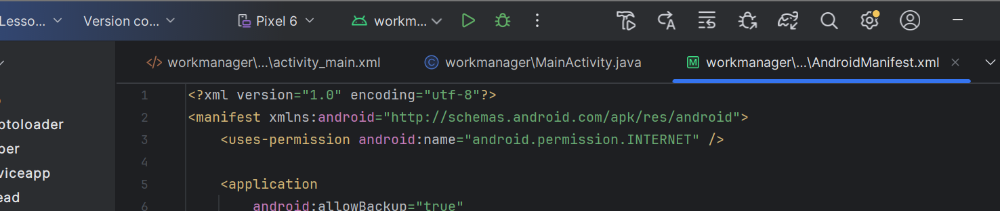 Lesso... Version co... Pixel 6 workm...
workmanager\...\activity_main.xml workmanager\MainActivity.java workmanager\...\AndroidManifest.xml
1 <?xml version="1.0" encoding="utf-8"?>
2 <manifest xmlns:android="http://schemas.android.com/apk/res/android">
ptoloader
3 <uses-permission android:name="android.permission.INTERNET" />
per
4
viceapp
5 <application
ead
6 android:allowBackup="true"